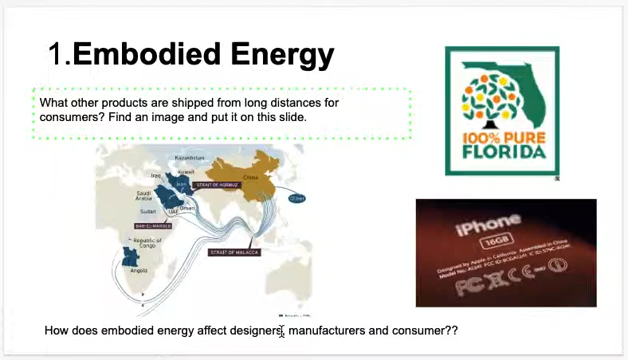 1.Embodied Energy
What other products are shipped from long distances for
consumers? Find an image and put it on this slide.
100% PURE
FLORIDA
Kazakhstan
Iraq
Kuwait
Iran
STRAIT OF HORMUZ
China
Saudi
Arabia
Oman
UAE
Sudan
STRAIT OF MALACCA
Republic of
Congo
Angola
iPhone
16GB
Designed by Apple in California Assembled in China
How does embodied energy affect designers, manufacturers and consumer??